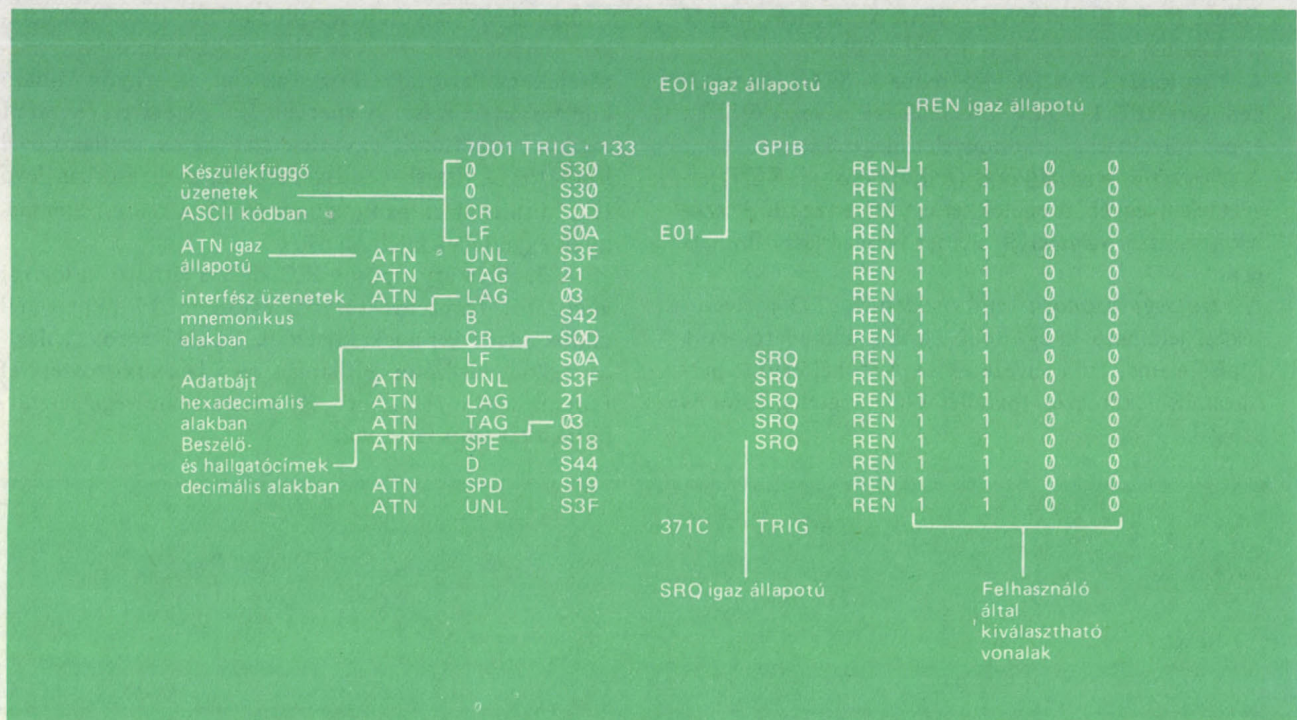 EOI igaz állapotú
REN igaz állapotú
7D01 TRIG · 133 GPIB
Készülékfüggő
üzenetek
ASCII kódban
ATN igaz
állapotú
interfész üzenetek
mnemonikus
alakban
Adatbájt
hexadecimális
alakban
Beszélő-
és hallgatócímek
decimális alakban
0 S30 REN 1 1 0 0
0 S30 REN 1 1 0 0
CR S0D REN 1 1 0 0
LF S0A E01 REN 1 1 0 0
ATN UNL S3F REN 1 1 0 0
ATN TAG 21 REN 1 1 0 0
ATN LAG 03 REN 1 1 0 0
B S42 REN 1 1 0 0
CR S0D REN 1 1 0 0
LF S0A SRQ REN 1 1 0 0
ATN UNL S3F SRQ REN 1 1 0 0
ATN LAG 21 SRQ REN 1 1 0 0
ATN TAG 03 SRQ REN 1 1 0 0
ATN SPE S18 SRQ REN 1 1 0 0
D S44 REN 1 1 0 0
ATN SPD S19 REN 1 1 0 0
ATN UNL S3F REN 1 1 0 0
371C TRIG
SRQ igaz állapotú
Felhasználó
által
kiválasztható
vonalak